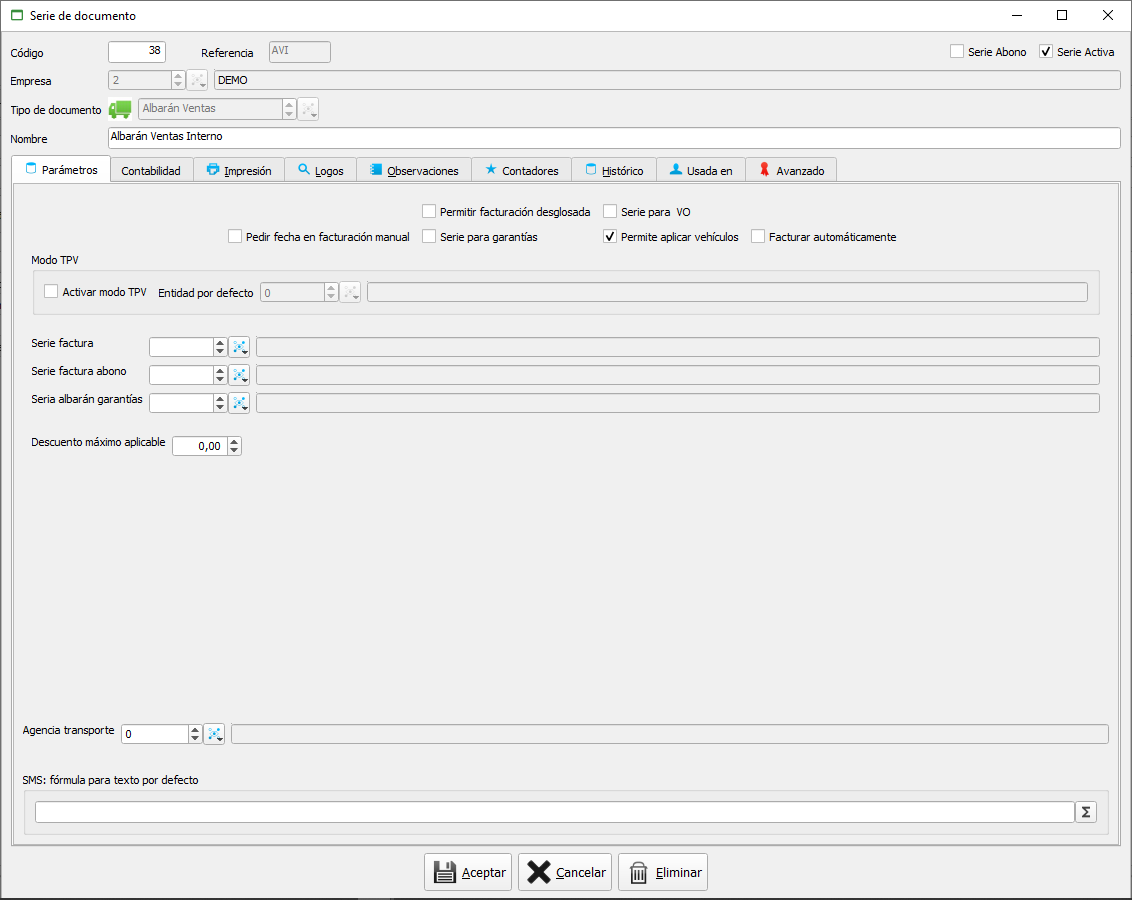 Serie de documento
Código 38 Referencia AVI Serie Abono Serie Activa
Empresa 2 DEMO
Tipo de documento Albarán Ventas
Nombre Albarán Ventas Interno
Parámetros Contabilidad Impresión Logos Observaciones Contadores Histórico Usada en Avanzado
Permitir facturación desglosada Serie para VO
Pedir fecha en facturación manual Serie para garantías Permite aplicar vehículos Facturar automáticamente
Modo TPV
Activar modo TPV Entidad por defecto 0
Serie factura
Serie factura abono
Seria albarán garantías
Descuento máximo aplicable 0,00
Agencia transporte 0
SMS: fórmula para texto por defecto
Σ
Aceptar Cancelar Eliminar